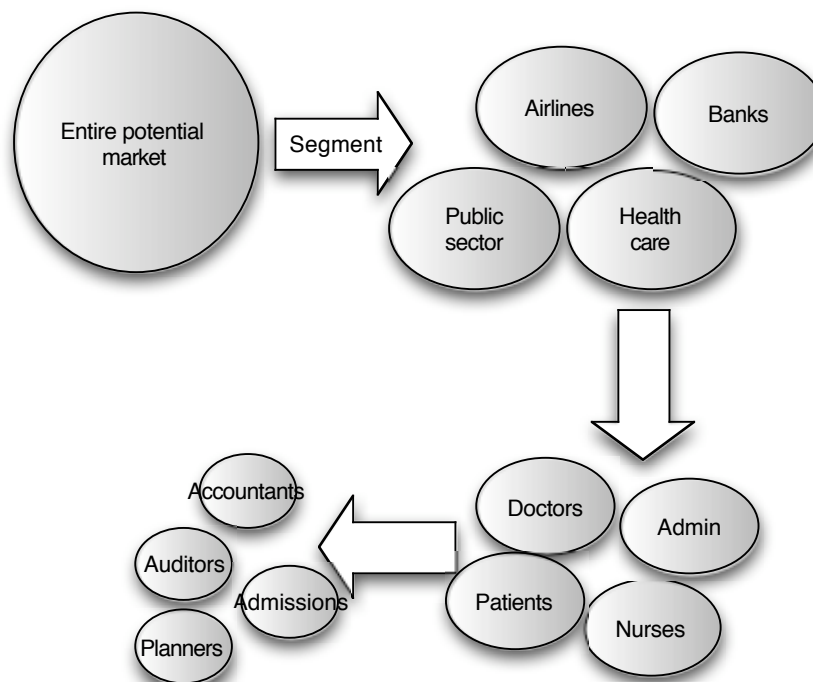 Entire potential
market
Segment
Airlines
Banks
Public
sector
Health
care
Doctors
Admin
Patients
Nurses
Accountants
Auditors
Admissions
Planners